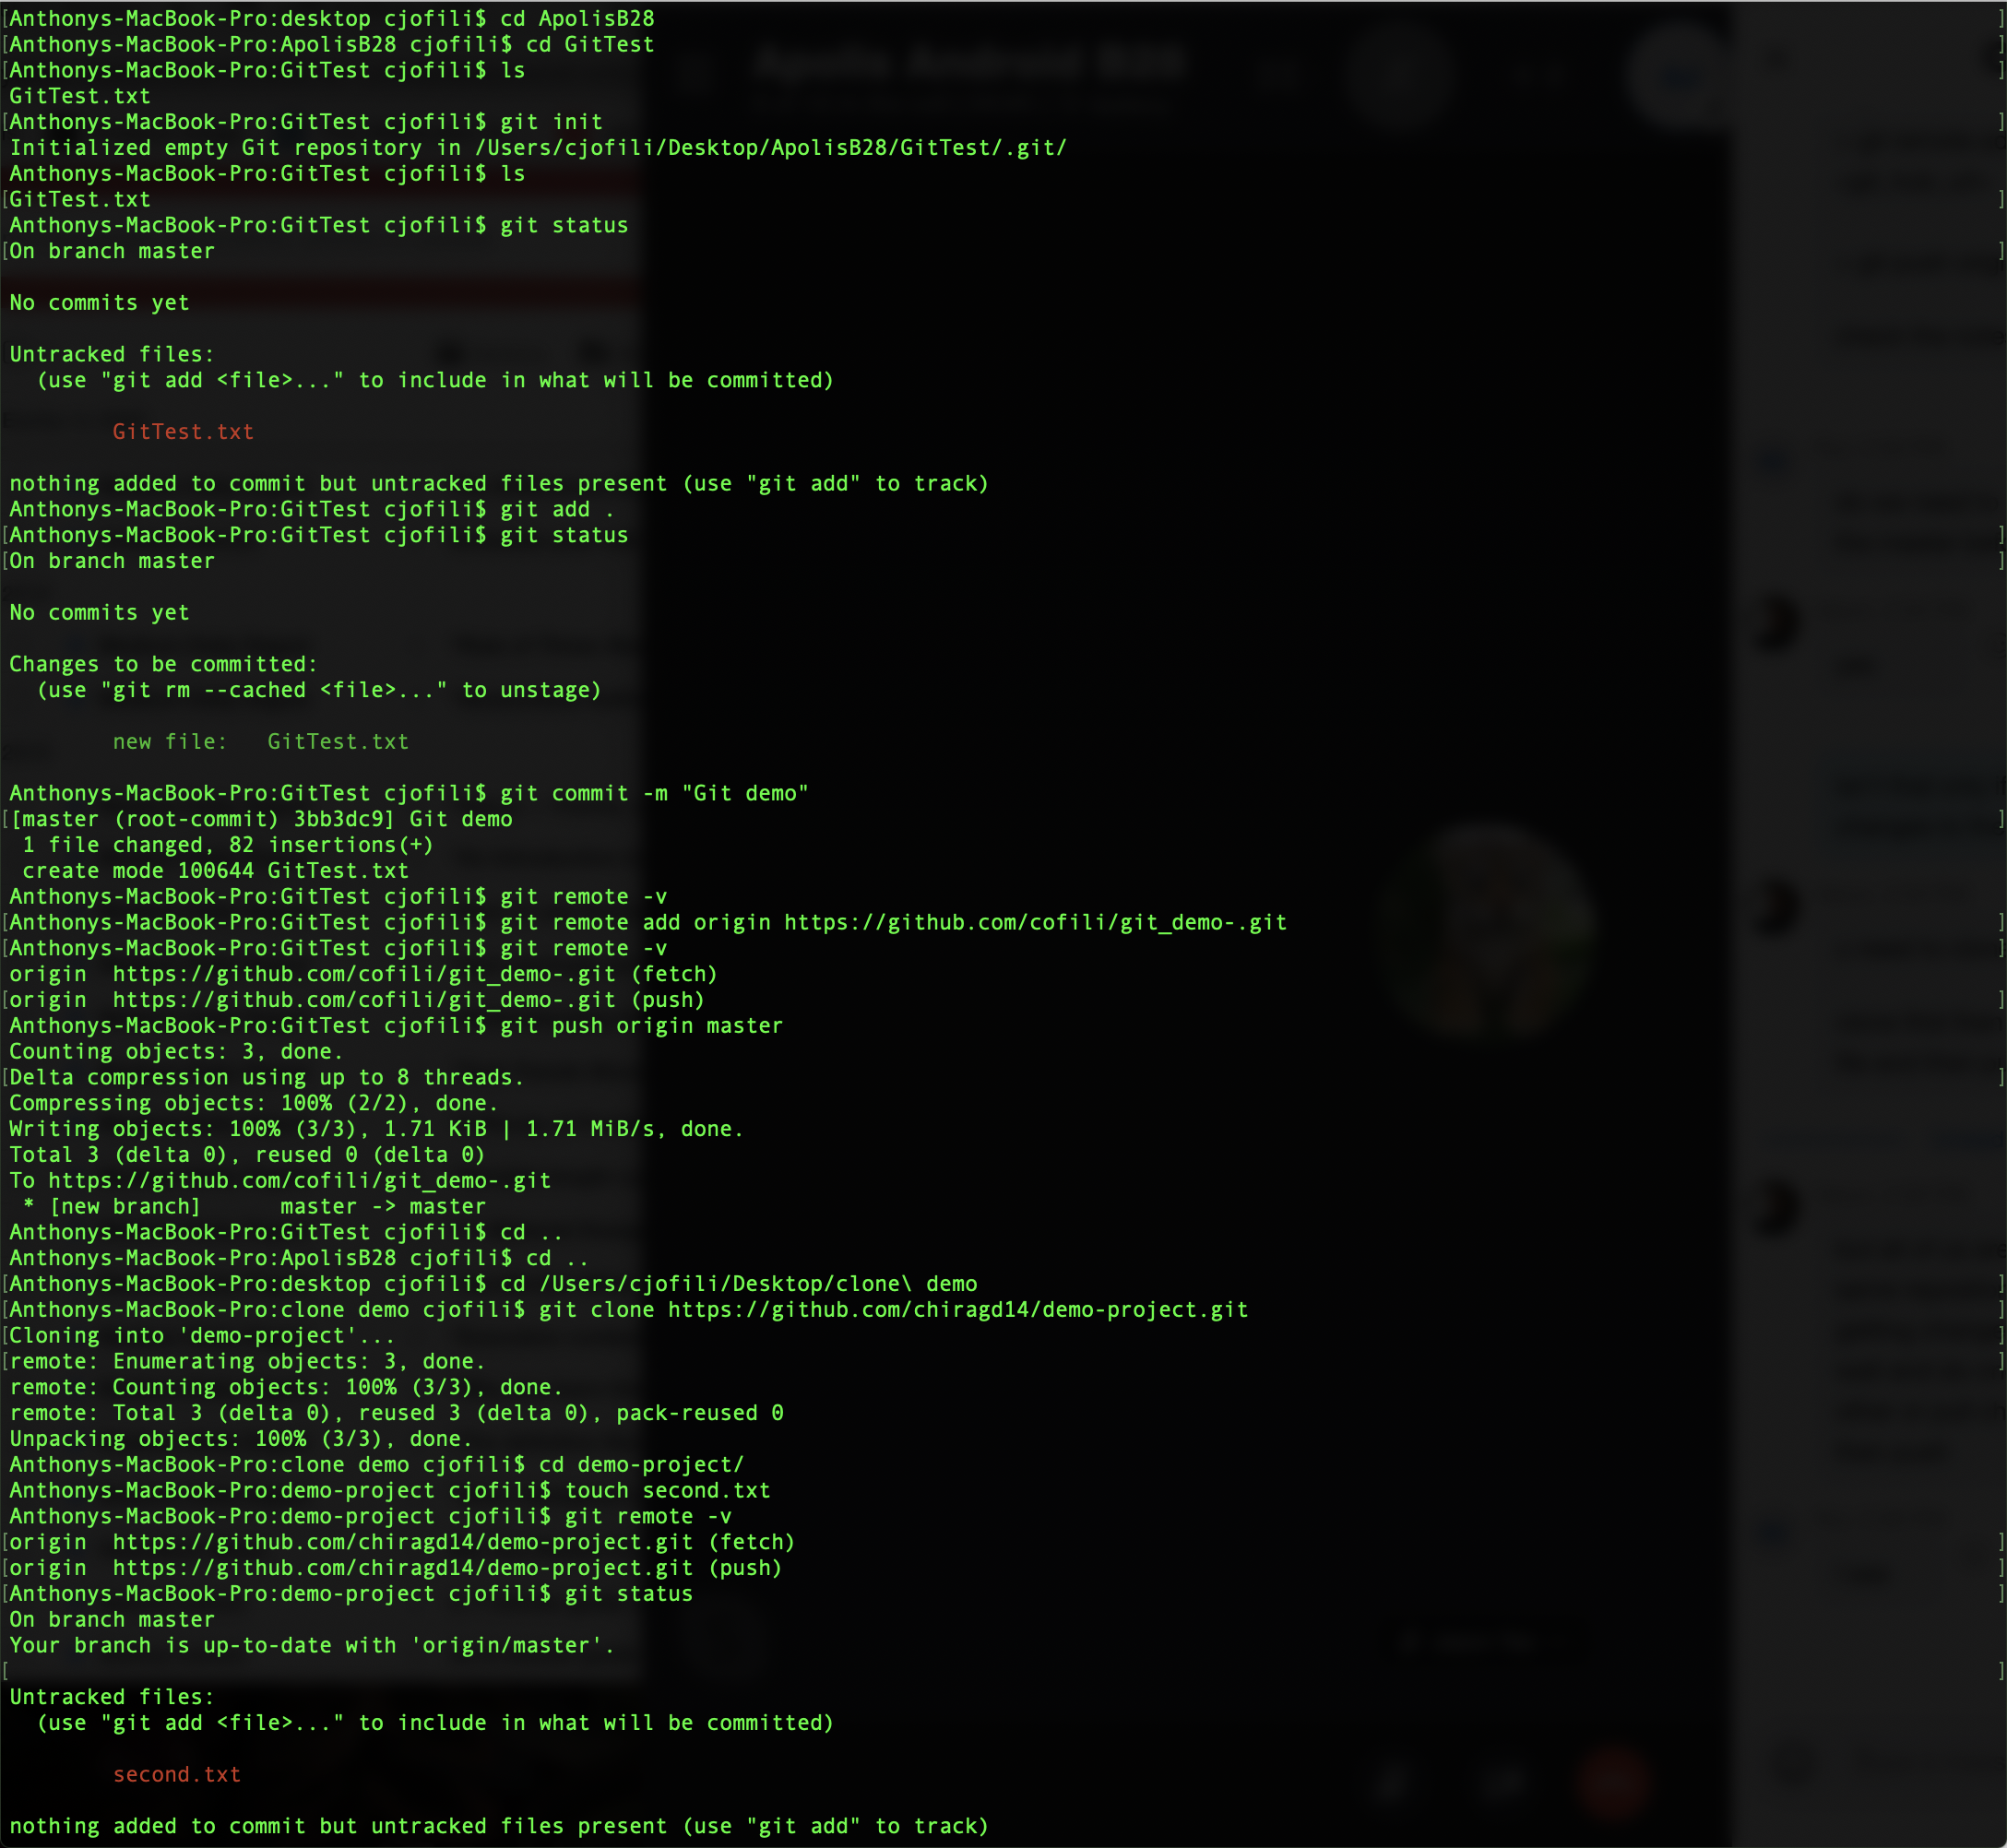 [Anthonys-MacBook-Pro:desktop cjofili$ cd ApolisB28 ]
[Anthonys-MacBook-Pro:ApolisB28 cjofili$ cd GitTest ]
[Anthonys-MacBook-Pro:GitTest cjofili$ ls ]
GitTest.txt
[Anthonys-MacBook-Pro:GitTest cjofili$ git init ]
Initialized empty Git repository in /Users/cjofili/Desktop/ApolisB28/GitTest/.git/
Anthonys-MacBook-Pro:GitTest cjofili$ ls
[GitTest.txt ]
Anthonys-MacBook-Pro:GitTest cjofili$ git status
[On branch master ]
No commits yet
Untracked files:
(use "git add <file>..." to include in what will be committed)
GitTest.txt
nothing added to commit but untracked files present (use "git add" to track)
Anthonys-MacBook-Pro:GitTest cjofili$ git add .
[Anthonys-MacBook-Pro:GitTest cjofili$ git status ]
[On branch master ]
No commits yet
Changes to be committed:
(use "git rm --cached <file>..." to unstage)
new file:   GitTest.txt
Anthonys-MacBook-Pro:GitTest cjofili$ git commit -m "Git demo"
[[master (root-commit) 3bb3dc9] Git demo ]
1 file changed, 82 insertions(+)
create mode 100644 GitTest.txt
Anthonys-MacBook-Pro:GitTest cjofili$ git remote -v
[Anthonys-MacBook-Pro:GitTest cjofili$ git remote add origin https://github.com/cofili/git_demo-.git ]
[Anthonys-MacBook-Pro:GitTest cjofili$ git remote -v ]
origin  https://github.com/cofili/git_demo-.git (fetch)
[origin  https://github.com/cofili/git_demo-.git (push) ]
Anthonys-MacBook-Pro:GitTest cjofili$ git push origin master
Counting objects: 3, done.
[Delta compression using up to 8 threads. ]
Compressing objects: 100% (2/2), done.
Writing objects: 100% (3/3), 1.71 KiB | 1.71 MiB/s, done.
Total 3 (delta 0), reused 0 (delta 0)
To https://github.com/cofili/git_demo-.git
* [new branch]      master -> master
Anthonys-MacBook-Pro:GitTest cjofili$ cd ..
Anthonys-MacBook-Pro:ApolisB28 cjofili$ cd ..
[Anthonys-MacBook-Pro:desktop cjofili$ cd /Users/cjofili/Desktop/clone\ demo ]
[Anthonys-MacBook-Pro:clone demo cjofili$ git clone https://github.com/chiragd14/demo-project.git ]
[Cloning into 'demo-project'... ]
[remote: Enumerating objects: 3, done. ]
remote: Counting objects: 100% (3/3), done.
remote: Total 3 (delta 0), reused 3 (delta 0), pack-reused 0
Unpacking objects: 100% (3/3), done.
Anthonys-MacBook-Pro:clone demo cjofili$ cd demo-project/
Anthonys-MacBook-Pro:demo-project cjofili$ touch second.txt
Anthonys-MacBook-Pro:demo-project cjofili$ git remote -v
[origin  https://github.com/chiragd14/demo-project.git (fetch) ]
[origin  https://github.com/chiragd14/demo-project.git (push) ]
[Anthonys-MacBook-Pro:demo-project cjofili$ git status ]
On branch master
Your branch is up-to-date with 'origin/master'.
[ ]
Untracked files:
(use "git add <file>..." to include in what will be committed)
second.txt
nothing added to commit but untracked files present (use "git add" to track)